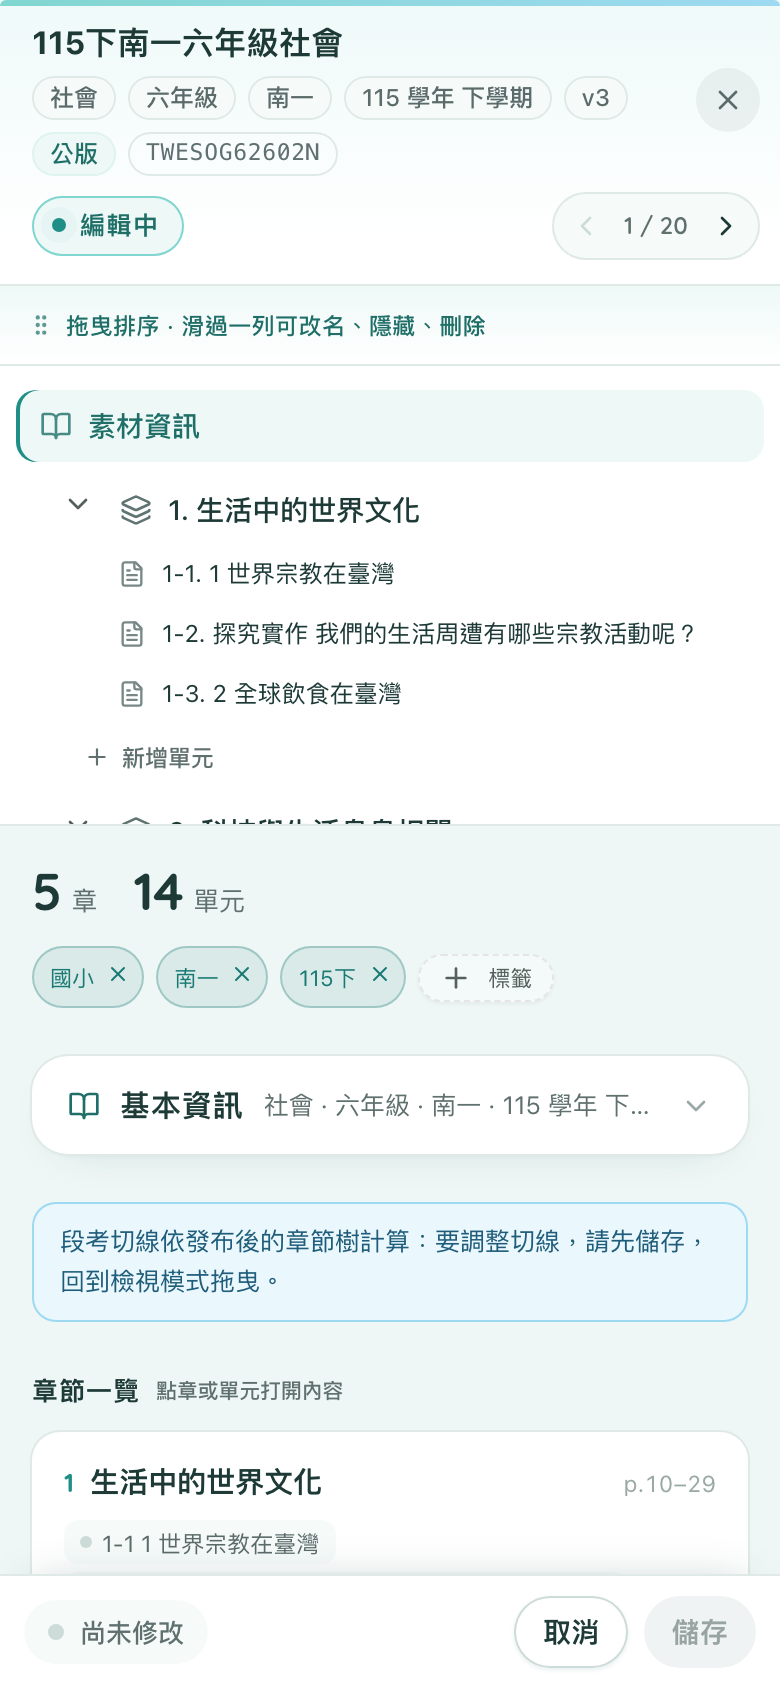 115下南一六年級社會
社會 六年級 南一 115 學年 下學期 v3
公版 TWESOG62602N
編輯中 1 / 20
拖曳排序 · 滑過一列可改名、隱藏、刪除
素材資訊
1. 生活中的世界文化
1-1. 1 世界宗教在臺灣
1-2. 探究實作 我們的生活周遭有哪些宗教活動呢？
1-3. 2 全球飲食在臺灣
+ 新增單元
5 章 14 單元
國小 × 南一 × 115下 × + 標籤
基本資訊 社會 · 六年級 · 南一 · 115 學年 下...
段考切線依發布後的章節樹計算：要調整切線，請先儲存，
回到檢視模式拖曳。
章節一覽 點章或單元打開內容
1 生活中的世界文化 p.10–29
1-1 1 世界宗教在臺灣
尚未修改 取消 儲存